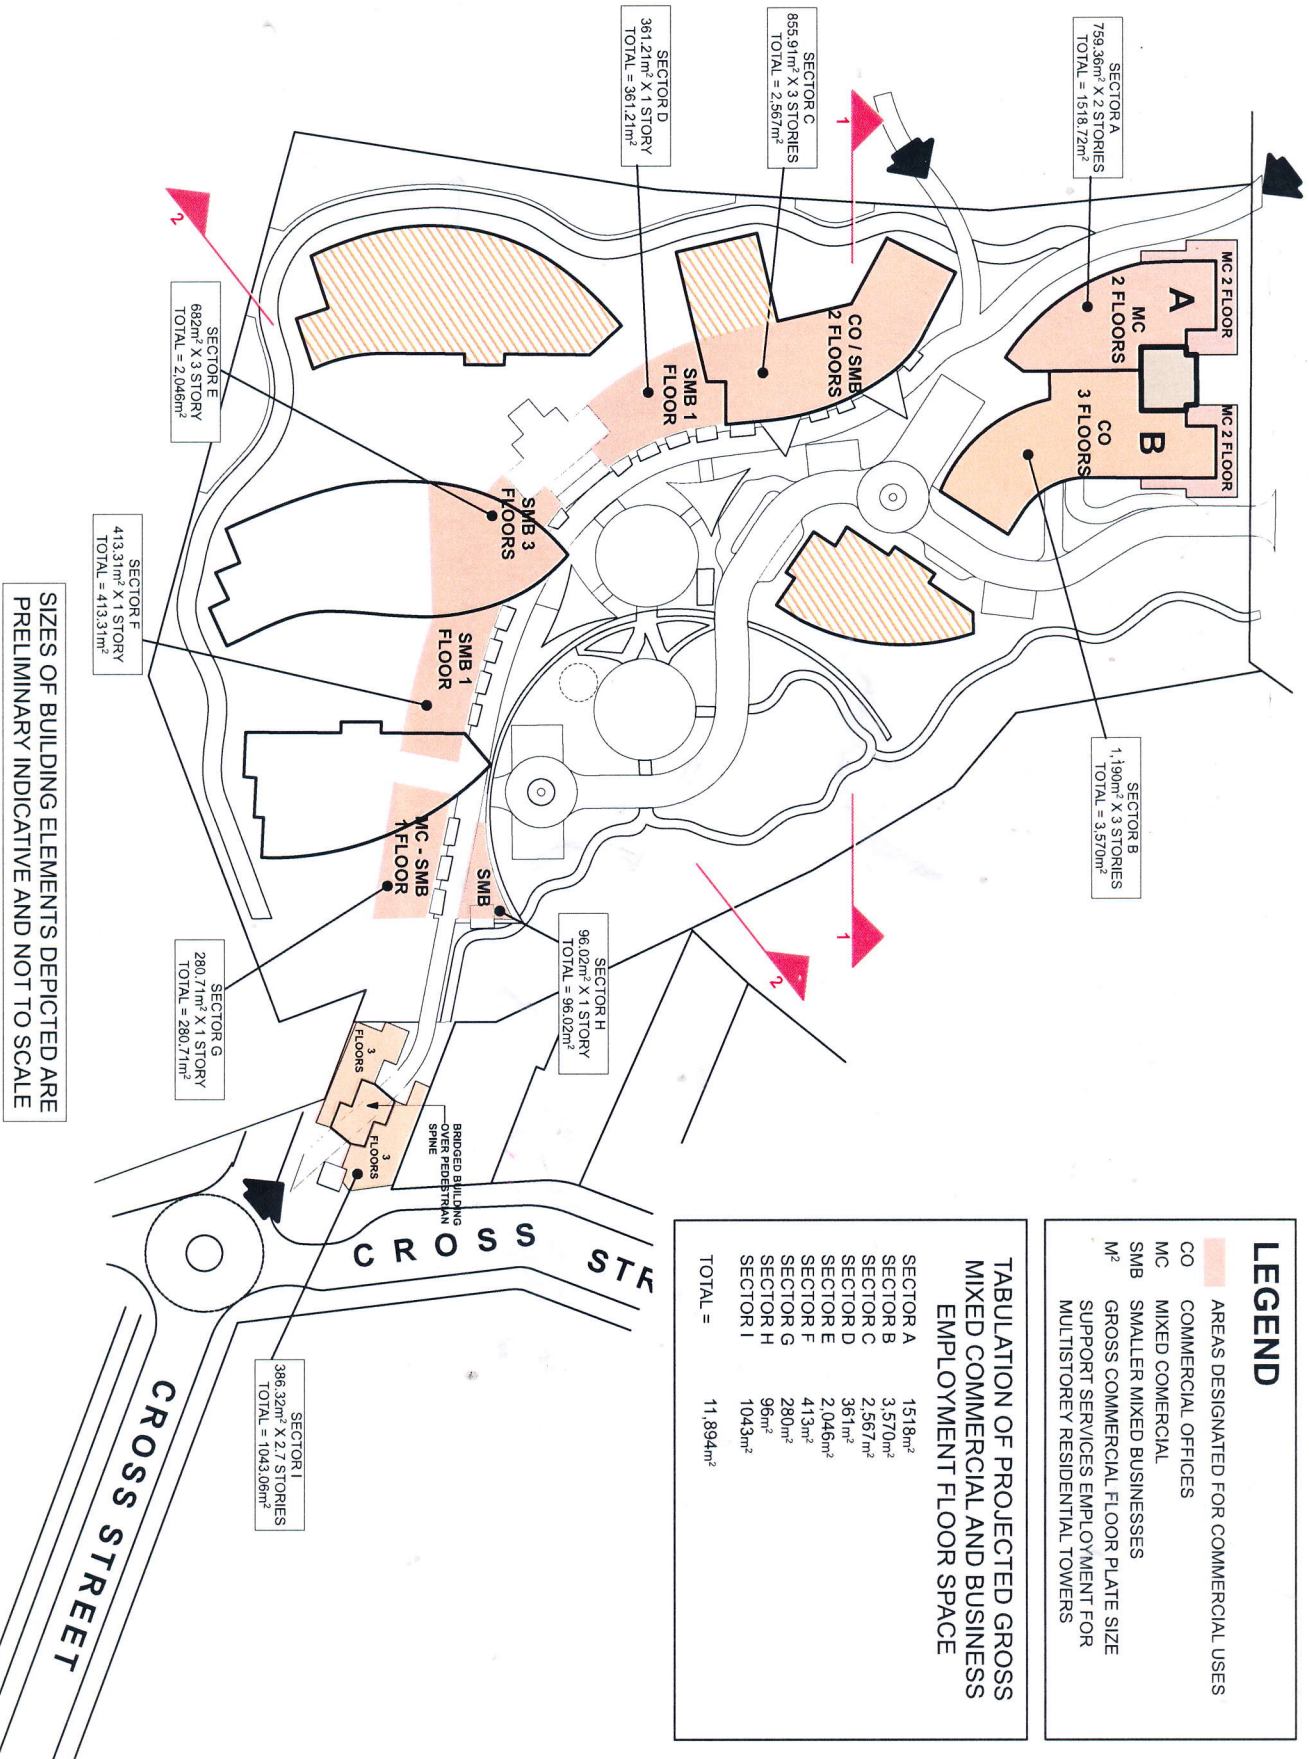 LEGEND
AREAS DESIGNATED FOR COMMERCIAL USES
CO COMMERCIAL OFFICES
MC MIXED COMERCIAL
SMB SMALLER MIXED BUSINESSES
M² GROSS COMMERCIAL FLOOR PLATE SIZE
SUPPORT SERVICES EMPLOYMENT FOR
MULTISTOREY RESIDENTIAL TOWERS
TABULATION OF PROJECTED GROSS
MIXED COMMERCIAL AND BUSINESS
EMPLOYMENT FLOOR SPACE
SECTOR A 1518m²
SECTOR B 3,570m²
SECTOR C 2,567m²
SECTOR D 361m²
SECTOR E 2,046m²
SECTOR F 413m²
SECTOR G 280m²
SECTOR H 96m²
SECTOR I 1043m²
TOTAL = 11,894m²
SECTOR A
759.36m² X 2 STORIES
TOTAL = 1518.72m²
SECTOR B
1,190m² X 3 STORIES
TOTAL = 3,570m²
SECTOR C
855.91m² X 3 STORIES
TOTAL = 2,567m²
SECTOR D
361.21m² X 1 STORY
TOTAL = 361.21m²
SECTOR E
682m² X 3 STORY
TOTAL = 2,046m²
SECTOR F
413.31m² X 1 STORY
TOTAL = 413.31m²
SECTOR G
280.71m² X 1 STORY
TOTAL = 280.71m²
SECTOR H
96.02m² X 1 STORY
TOTAL = 96.02m²
SECTOR I
386.32m² X 2.7 STORIES
TOTAL = 1043.06m²
MC 2 FLOOR
MC 2 FLOOR
A
MC
2 FLOORS
B
CO
3 FLOORS
CO / SMB
2 FLOORS
SMB 1
FLOOR
SMB 3
FLOORS
SMB 1
FLOOR
MC - SMB
1 FLOOR
SMB
3
FLOORS
3
FLOORS
BRIDGED BUILDING
OVER PEDESTRIAN
SPINE
1
1
2
2
CROSS STR
CROSS STREET
SIZES OF BUILDING ELEMENTS DEPICTED ARE
PRELIMINARY INDICATIVE AND NOT TO SCALE